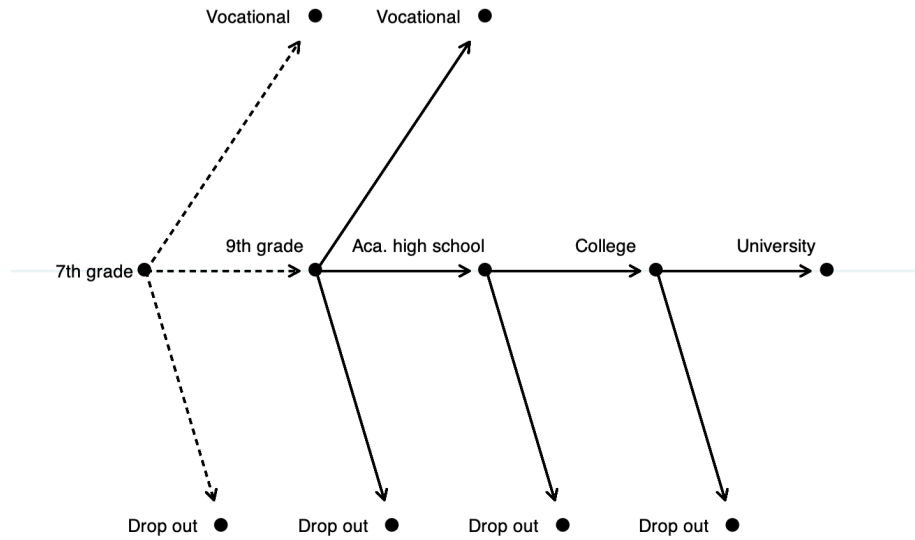 Vocational
Vocational
9th grade
Aca. high school
College
University
7th grade
Drop out
Drop out
Drop out
Drop out